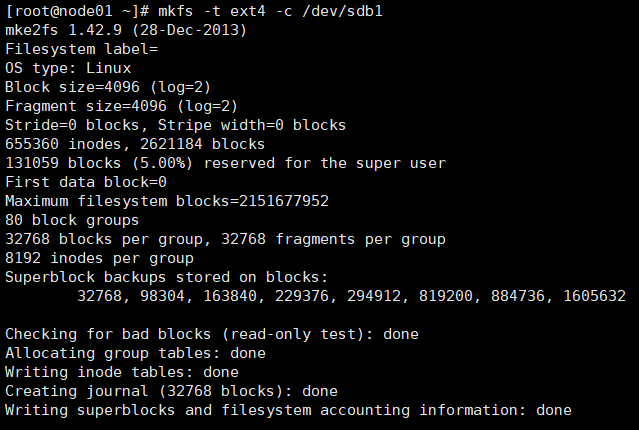 [root@node01 ~]# mkfs -t ext4 -c /dev/sdb1
mke2fs 1.42.9 (28-Dec-2013)
Filesystem label=
OS type: Linux
Block size=4096 (log=2)
Fragment size=4096 (log=2)
Stride=0 blocks, Stripe width=0 blocks
655360 inodes, 2621184 blocks
131059 blocks (5.00%) reserved for the super user
First data block=0
Maximum filesystem blocks=2151677952
80 block groups
32768 blocks per group, 32768 fragments per group
8192 inodes per group
Superblock backups stored on blocks:
32768, 98304, 163840, 229376, 294912, 819200, 884736, 1605632
Checking for bad blocks (read-only test): done
Allocating group tables: done
Writing inode tables: done
Creating journal (32768 blocks): done
Writing superblocks and filesystem accounting information: done